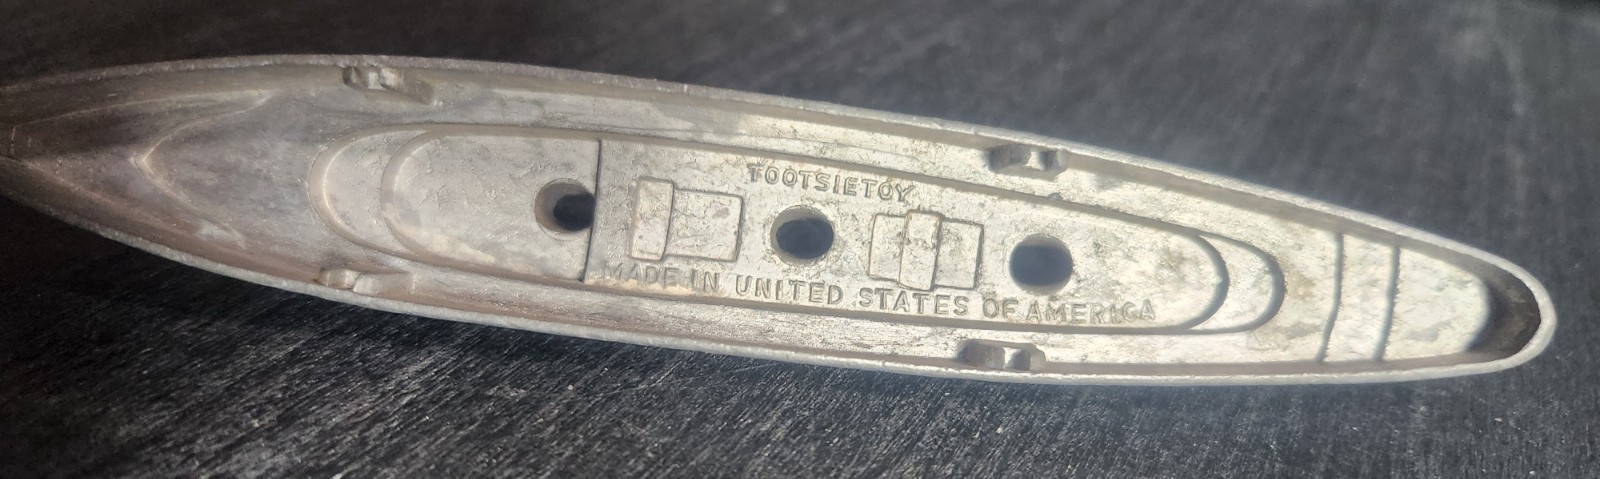 TOOTSIETOY
MADE IN UNITED STATES OF AMERICA